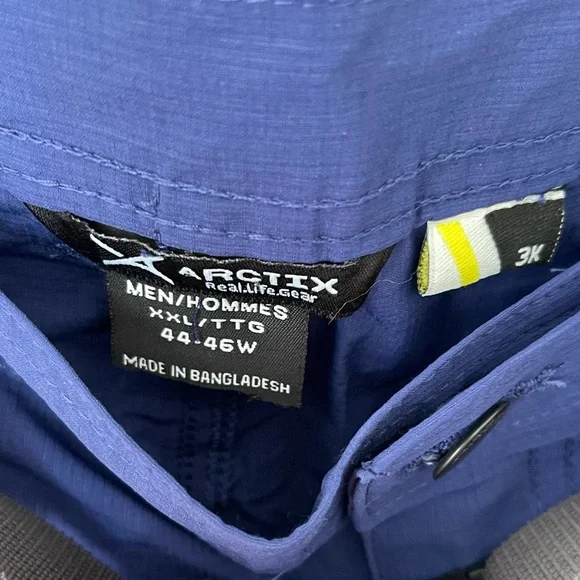 ARCTIX
Real.Life.Gear
MEN/HOMMES
XXL/TTG
44-46W
MADE IN BANGLADESH
3K